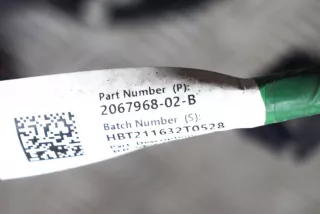 Part Number (P):
2067968-02-B
Batch Number (S):
HBT211632T0528